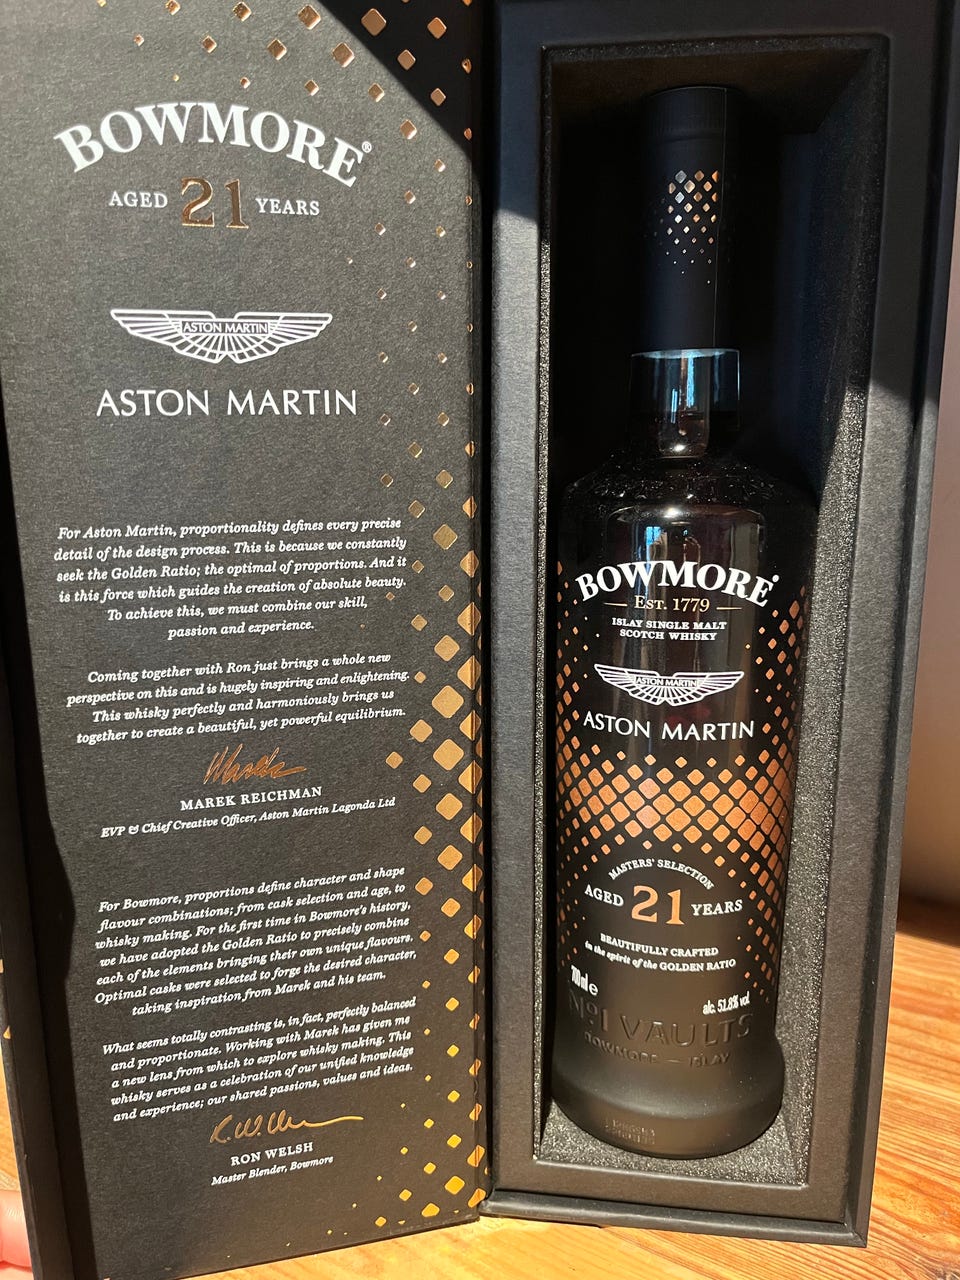 BOWMORE®
AGED 21 YEARS
ASTON MARTIN
ASTON MARTIN
For Aston Martin, proportionality defines every precise
detail of the design process. This is because we constantly
seek the Golden Ratio; the optimal of proportions. And it
is this force which guides the creation of absolute beauty.
To achieve this, we must combine our skill,
passion and experience.
Coming together with Ron just brings a whole new
perspective on this and is hugely inspiring and enlightening.
This whisky perfectly and harmoniously brings us
together to create a beautiful, yet powerful equilibrium.
Marek
MAREK REICHMAN
EVP & Chief Creative Officer, Aston Martin Lagonda Ltd
For Bowmore, proportions define character and shape
flavour combinations; from cask selection and age, to
whisky making. For the first time in Bowmore's history,
we have adopted the Golden Ratio to precisely combine
each of the elements bringing their own unique flavours.
Optimal casks were selected to forge the desired character,
taking inspiration from Marek and his team.
What seems totally contrasting is, in fact, perfectly balanced
and proportionate. Working with Marek has given me
a new lens from which to explore whisky making. This
whisky serves as a celebration of our unified knowledge
and experience; our shared passions, values and ideas.
RON WELSH
Master Blender, Bowmore
BOWMORE®
EST. 1779
ISLAY SINGLE MALT
SCOTCH WHISKY
ASTON MARTIN
ASTON MARTIN
MASTERS' SELECTION
AGED 21 YEARS
BEAUTIFULLY CRAFTED
in the spirit of the GOLDEN RATIO
700ml e
alc. 51.8% vol
No1 VAULTS
BOWMORE — ISLAY